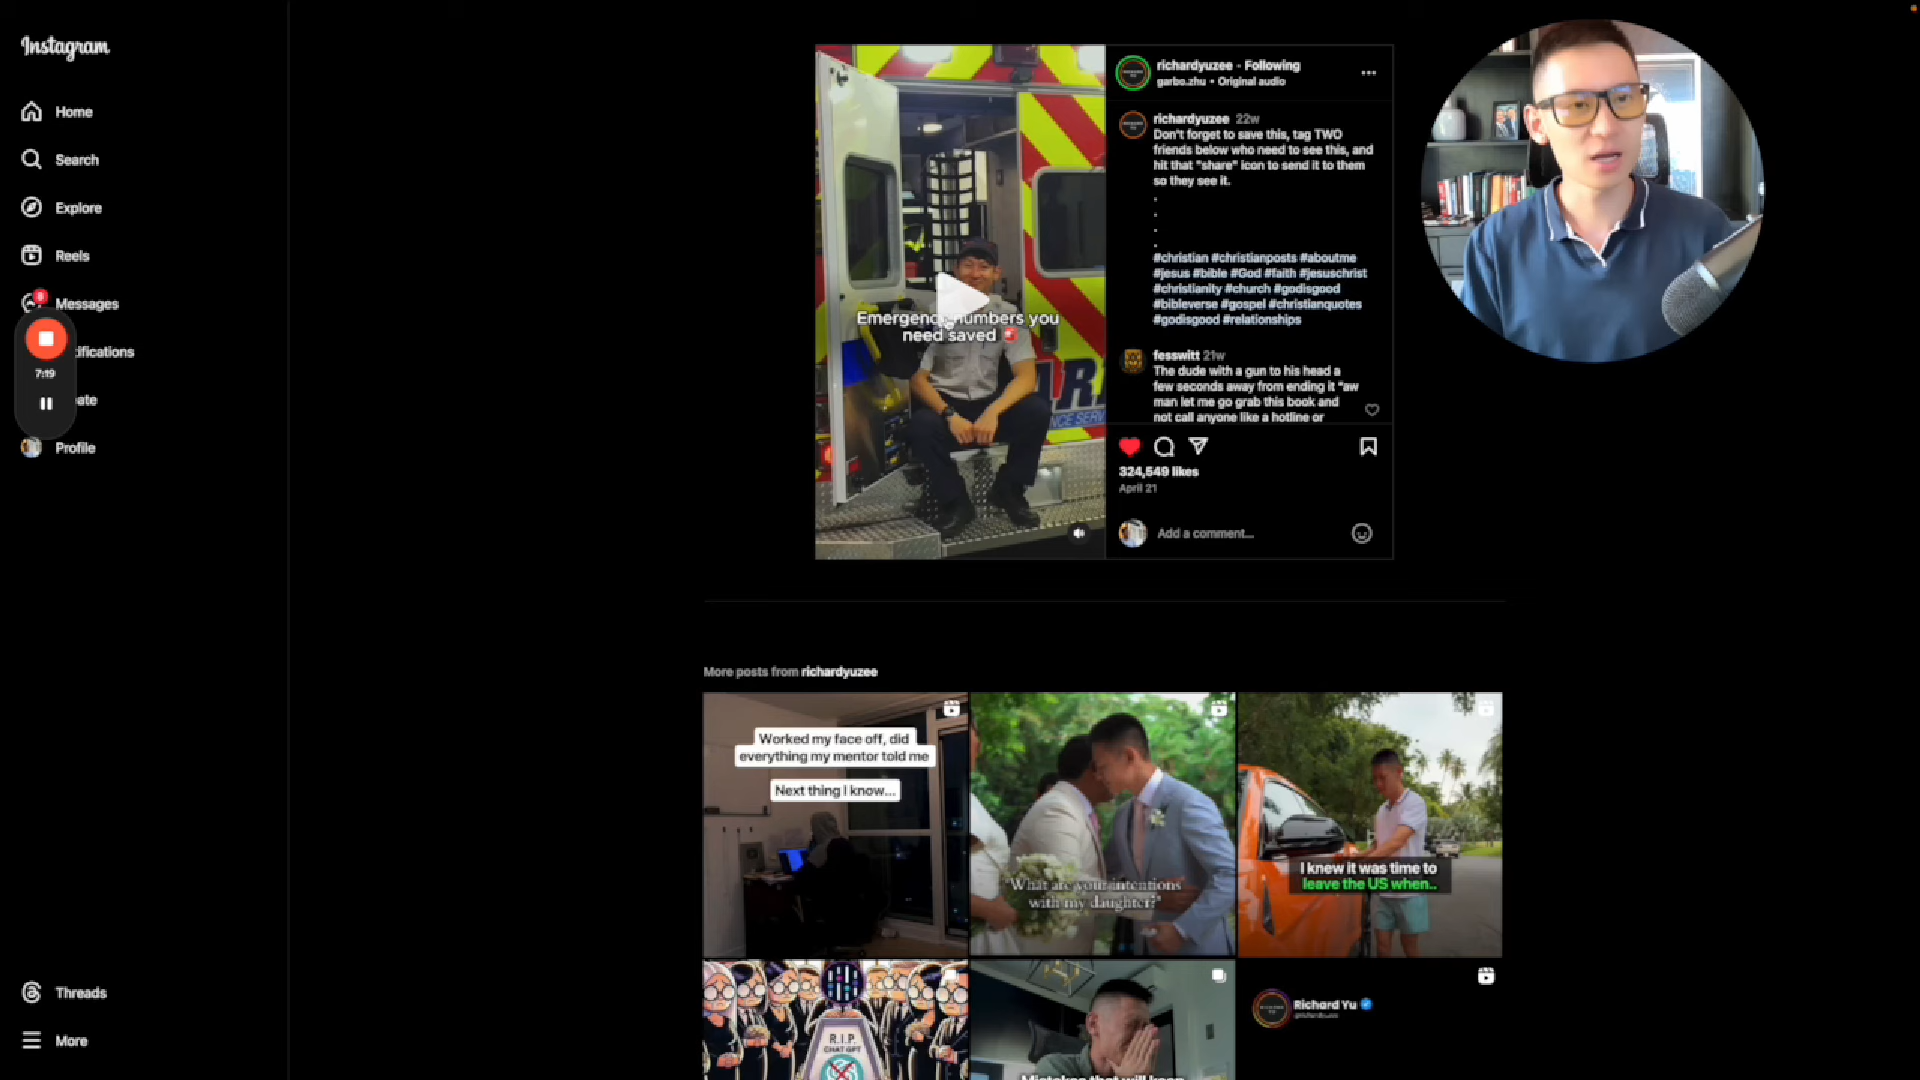 Instagram
Home
Search
Explore
Reels
8
Messages
7:19
Profile
Threads
More
Emergency numbers you
need saved
richardyuzee • Following
garbo.zhu • Original audio
richardyuzee 22w
Don't forget to save this, tag TWO
friends below who need to see this, and
hit that "share" icon to send it to them
so they see it.
.
.
.
.
#christian #christianposts #aboutme
#jesus #bible #God #faith #jesuschrist
#christianity #church #godisgood
#bibleverse #gospel #christianquotes
#godisgood #relationships
fesswitt 21w
The dude with a gun to his head a
few seconds away from ending it "aw
man let me go grab this book and
not call anyone like a hotline or
324,549 likes
April 21
Add a comment...
More posts from richardyuzee
Worked my face off, did
everything my mentor told me
Next thing I know...
"What are your intentions
with my daughter?"
I knew it was time to
leave the US when..
R.I.P.
CHAT GPT
Richard Yu